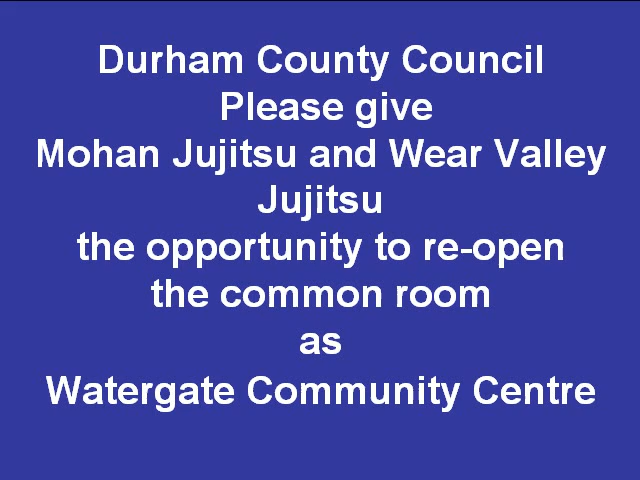 Durham County Council
Please give
Mohan Jujitsu and Wear Valley
Jujitsu
the opportunity to re-open
the common room
as
Watergate Community Centre